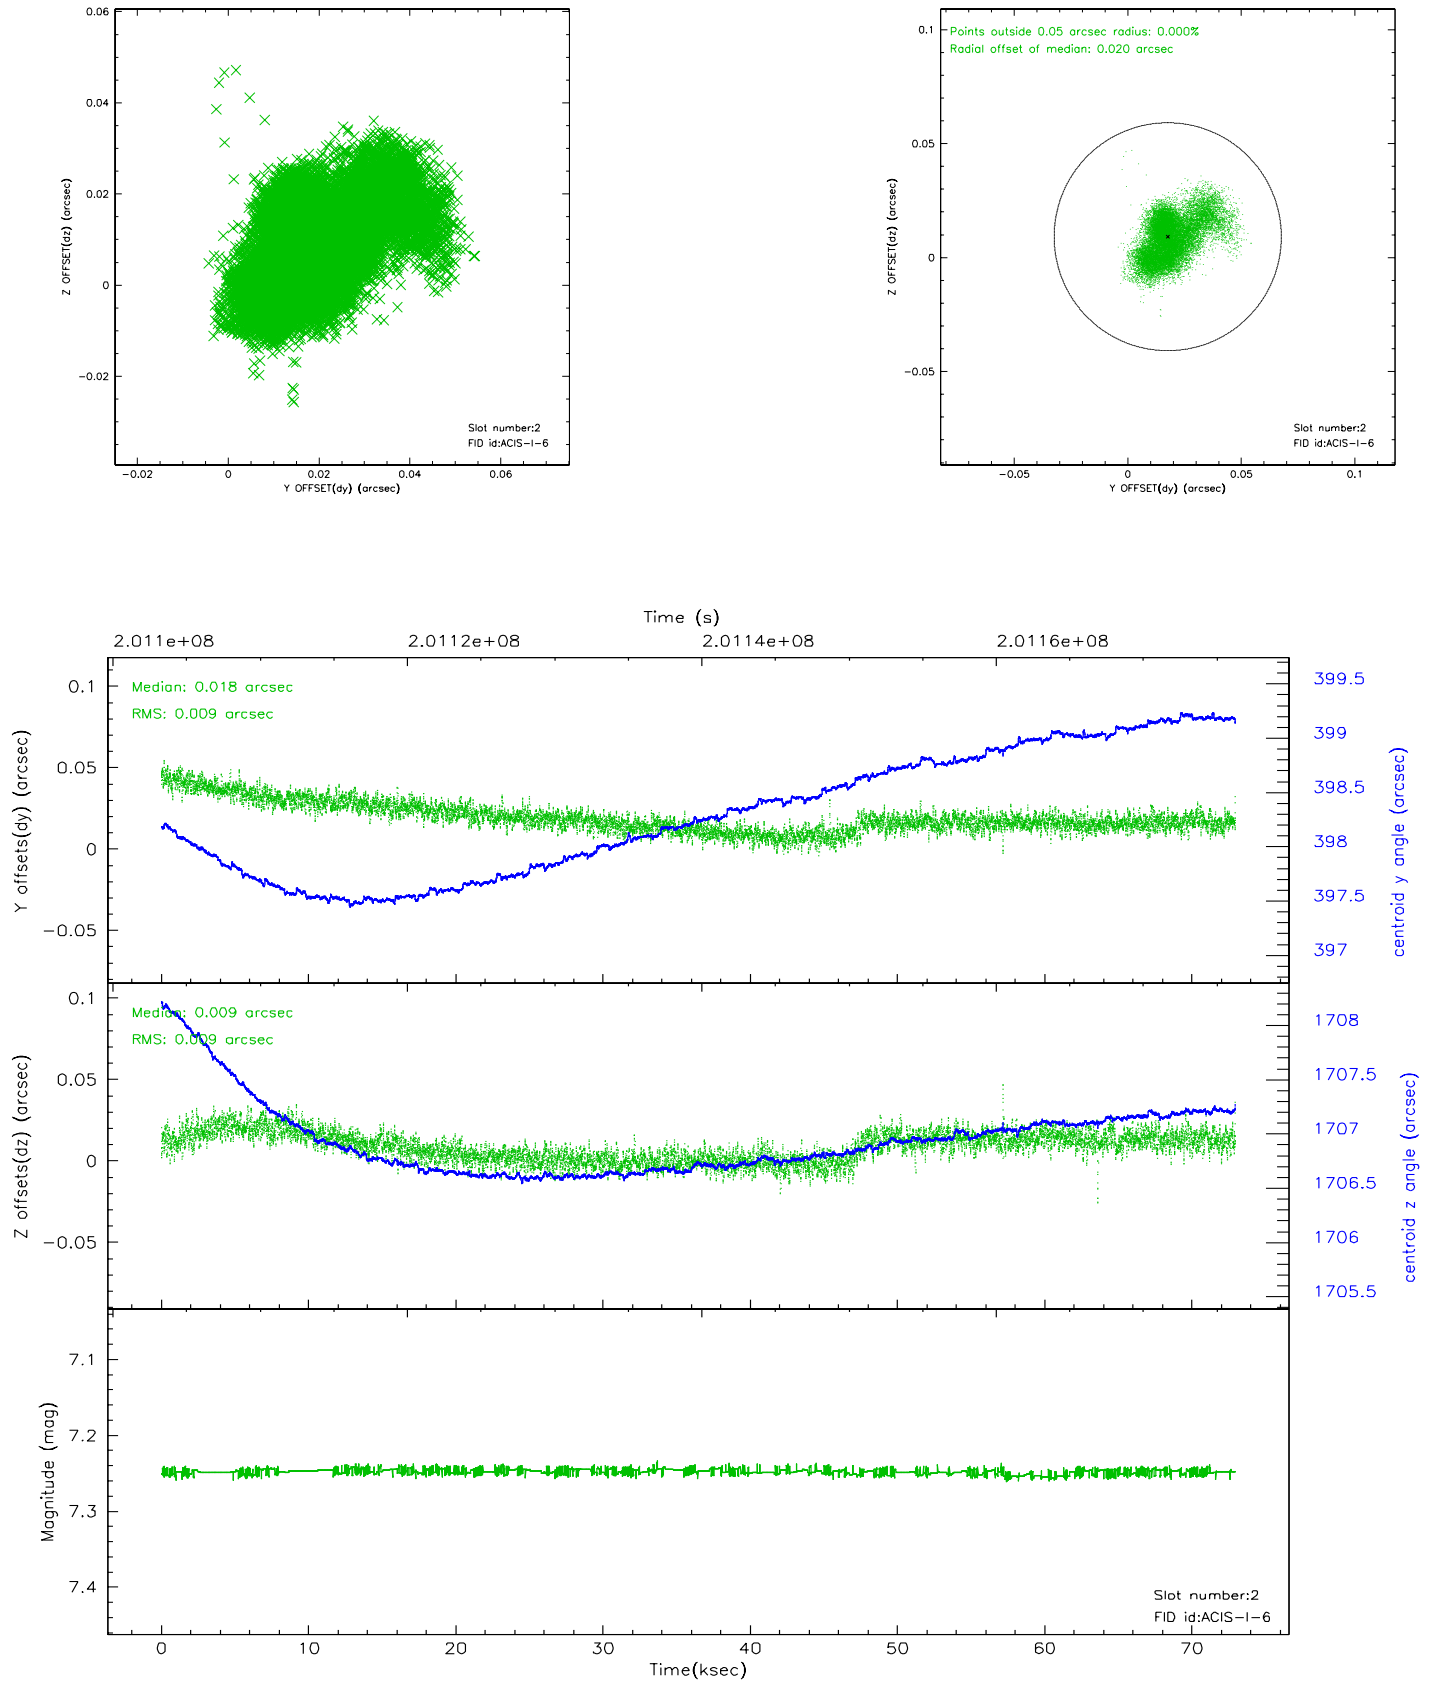 0.06
0.04
0.02
0
−0.02
Z OFFSET(dz) (arcsec)
Slot number:2
FID id:ACIS−I−6
−0.02 0 0.02 0.04 0.06
Y OFFSET(dy) (arcsec)
Points outside 0.05 arcsec radius: 0.000%
Radial offset of median: 0.020 arcsec
0.1
0.05
0
−0.05
Z OFFSET(dz) (arcsec)
Slot number:2
FID id:ACIS−I−6
−0.05 0 0.05 0.1
Y OFFSET(dy) (arcsec)
Time (s)
2.011e+08 2.0112e+08 2.0114e+08 2.0116e+08
Median: 0.018 arcsec
RMS: 0.009 arcsec
0.1
0.05
0
−0.05
Y offsets(dy) (arcsec)
399.5
399
398.5
398
397.5
397
centroid y angle (arcsec)
Median: 0.009 arcsec
RMS: 0.009 arcsec
0.1
0.05
0
−0.05
Z offsets(dz) (arcsec)
1708
1707.5
1707
1706.5
1706
1705.5
centroid z angle (arcsec)
7.1
7.2
7.3
7.4
Magnitude (mag)
Slot number:2
FID id:ACIS−I−6
0 10 20 30 40 50 60 70
Time(ksec)